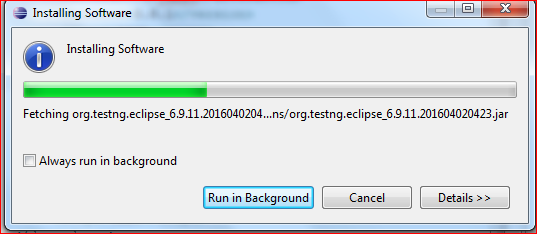 Installing Software
Installing Software
Fetching org.testng.eclipse_6.9.11.2016040204...ns/org.testng.eclipse_6.9.11.201604020423.jar
Always run in background
Run in Background Cancel Details >>